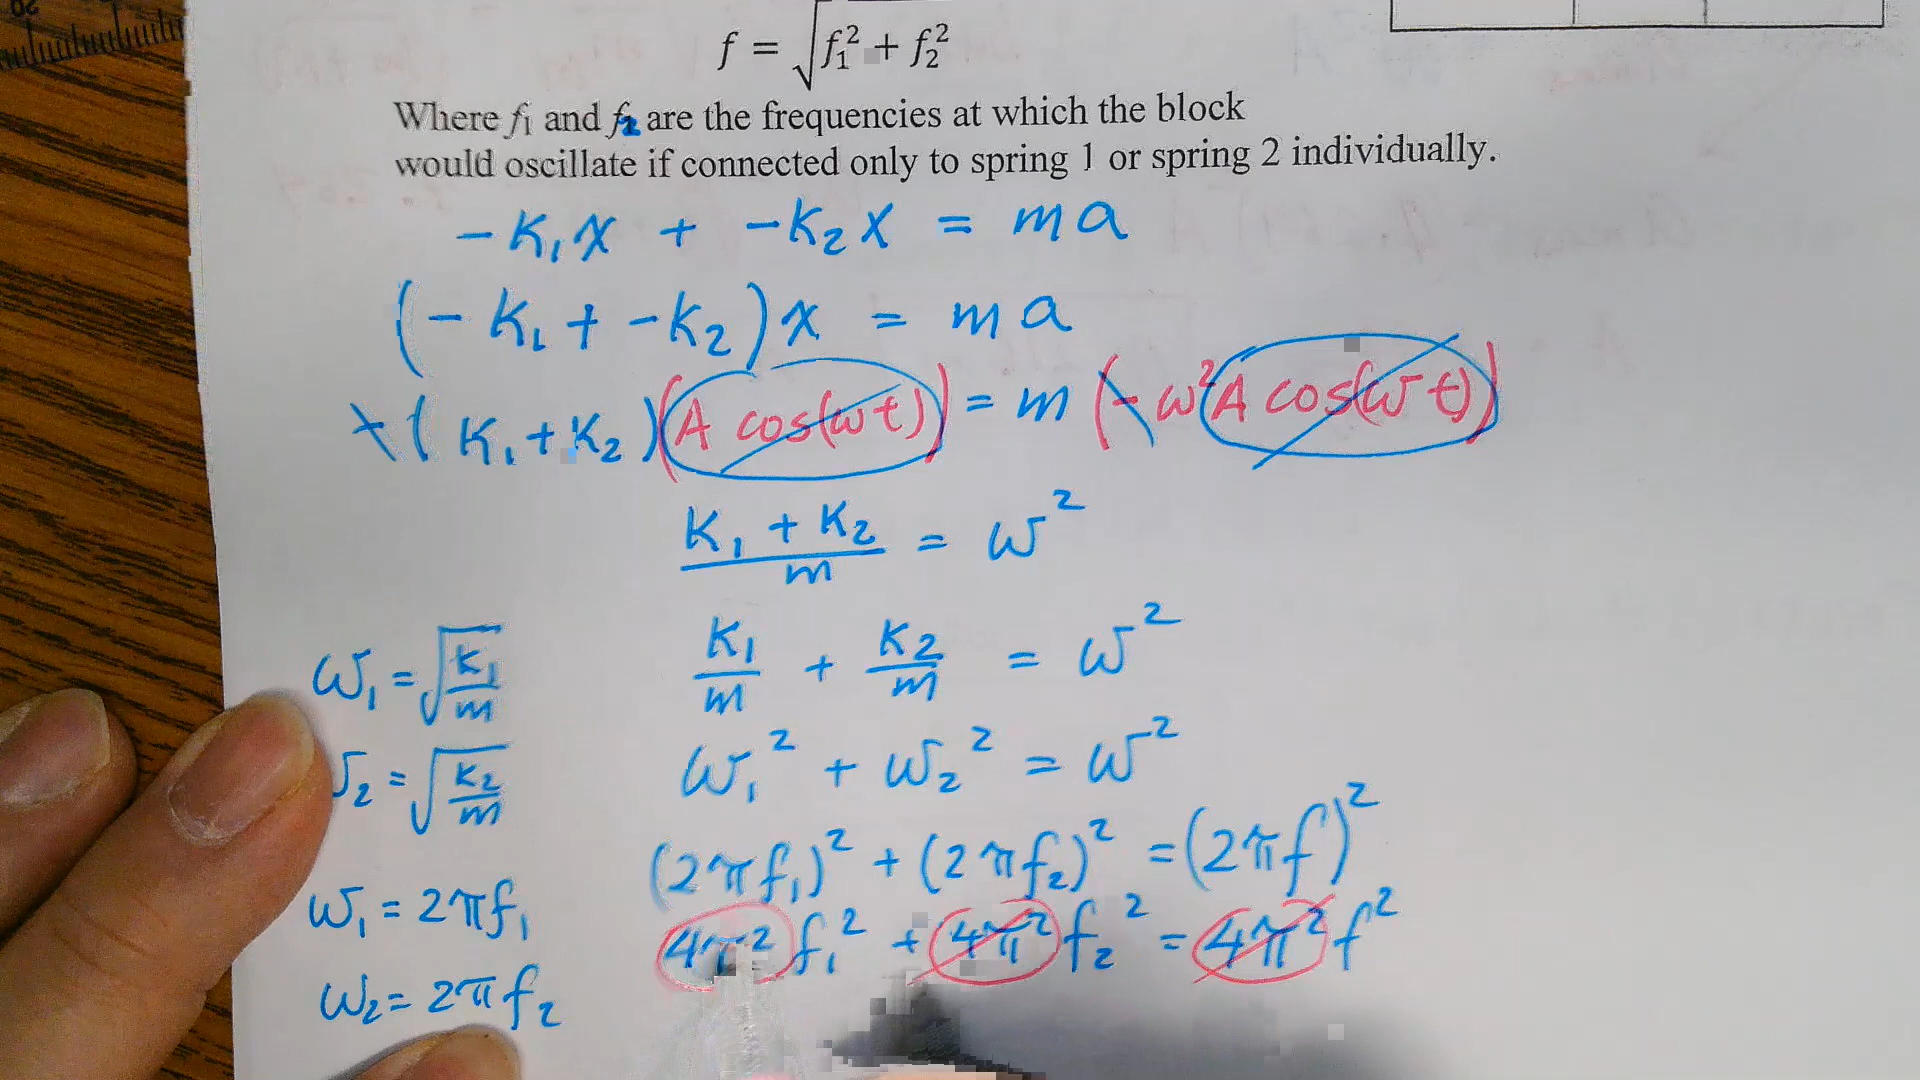 f = √(f₁² + f₂²)
Where f₁ and f₂ are the frequencies at which the block
would oscillate if connected only to spring 1 or spring 2 individually.
-K₁x + -K₂x = ma
(-K₁ + -K₂)x = ma
-(K₁+K₂)(A cos(ωt)) = m(-ω²A cos(ωt))
K₁ + K₂ / m = ω²
K₁/m + K₂/m = ω²
ω₁² + ω₂² = ω²
(2πf₁)² + (2πf₂)² = (2πf)²
4π²f₁² + 4π²f₂² = 4π²f²
ω₁ = √(K₁/m)
₂ = √(K₂/m)
ω₁ = 2πf₁
ω₂ = 2πf₂